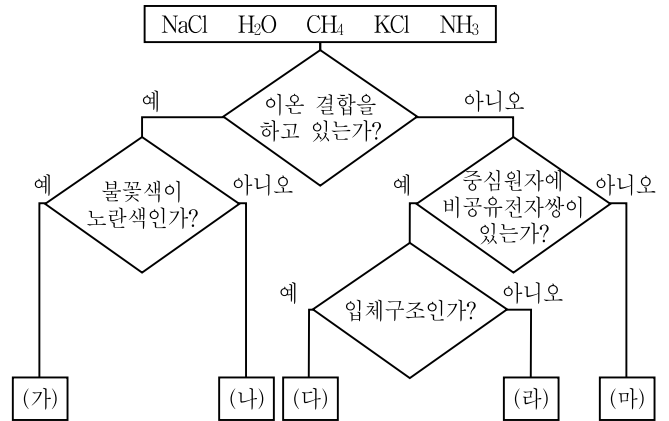 NaCl H₂O CH₄ KCl NH₃
이온 결합을
하고 있는가?
예
아니오
불꽃색이
노란색인가?
예
아니오
중심원자에
비공유전자쌍이
있는가?
예
아니오
입체구조인가?
예
아니오
(가)
(나)
(다)
(라)
(마)